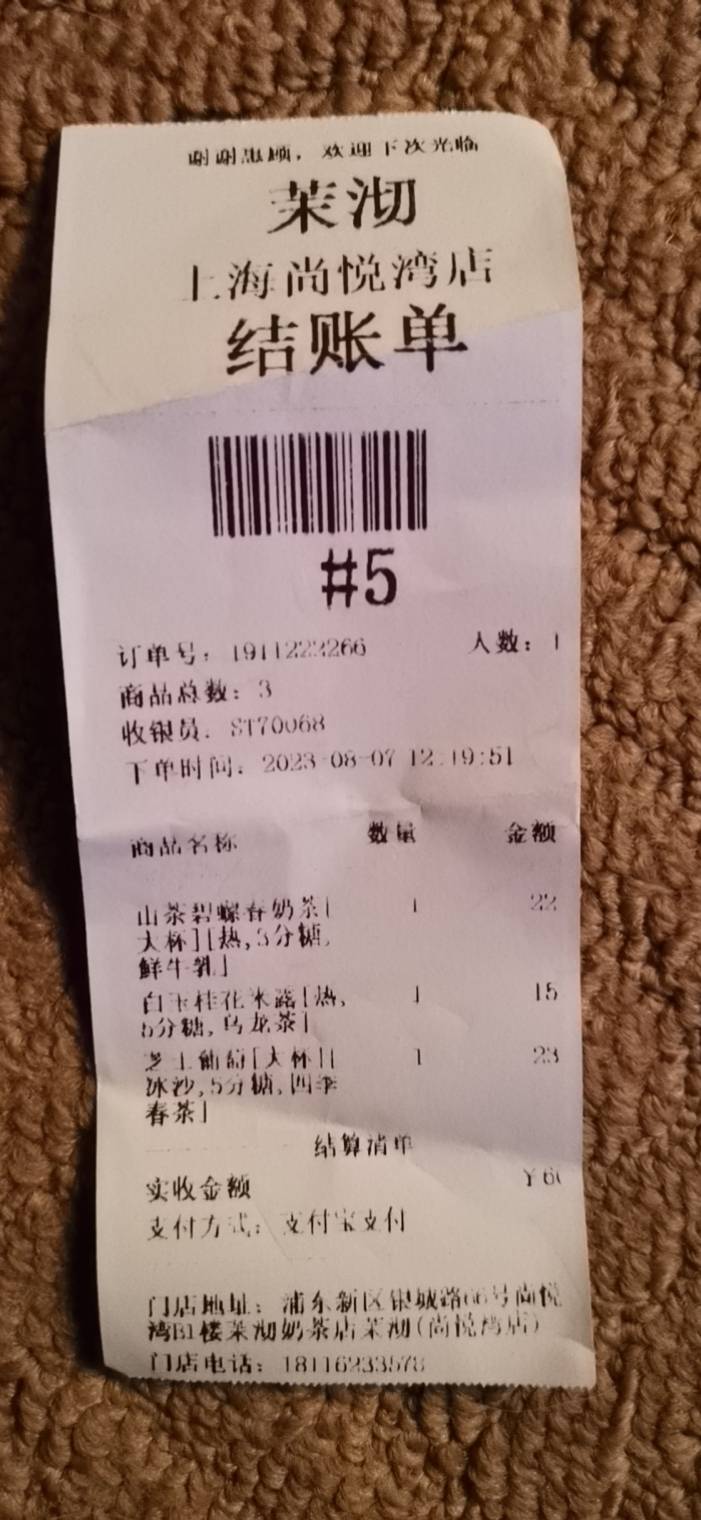 谢谢惠顾，欢迎下次光临
茉沏
上海尚悦湾店
结账单
#5
订单号：1911222266 人数：1
商品总数：3
收银员：ST70068
下单时间：2023-08-07 12:19:51
商品名称 数量 金额
山茶碧螺春奶茶[ 1 22
大杯][热,3分糖,
鲜牛乳]
白玉桂花米露[热, 1 15
5分糖,乌龙茶]
芝士葡萄[大杯][ 1 23
冰沙,5分糖,四季
春茶]
结算清单
实收金额 ￥6
支付方式：支付宝支付
门店地址：浦东新区银城路66号尚悦
湾B1楼茉沏奶茶店茉沏(尚悦湾店)
门店电话：18116233578